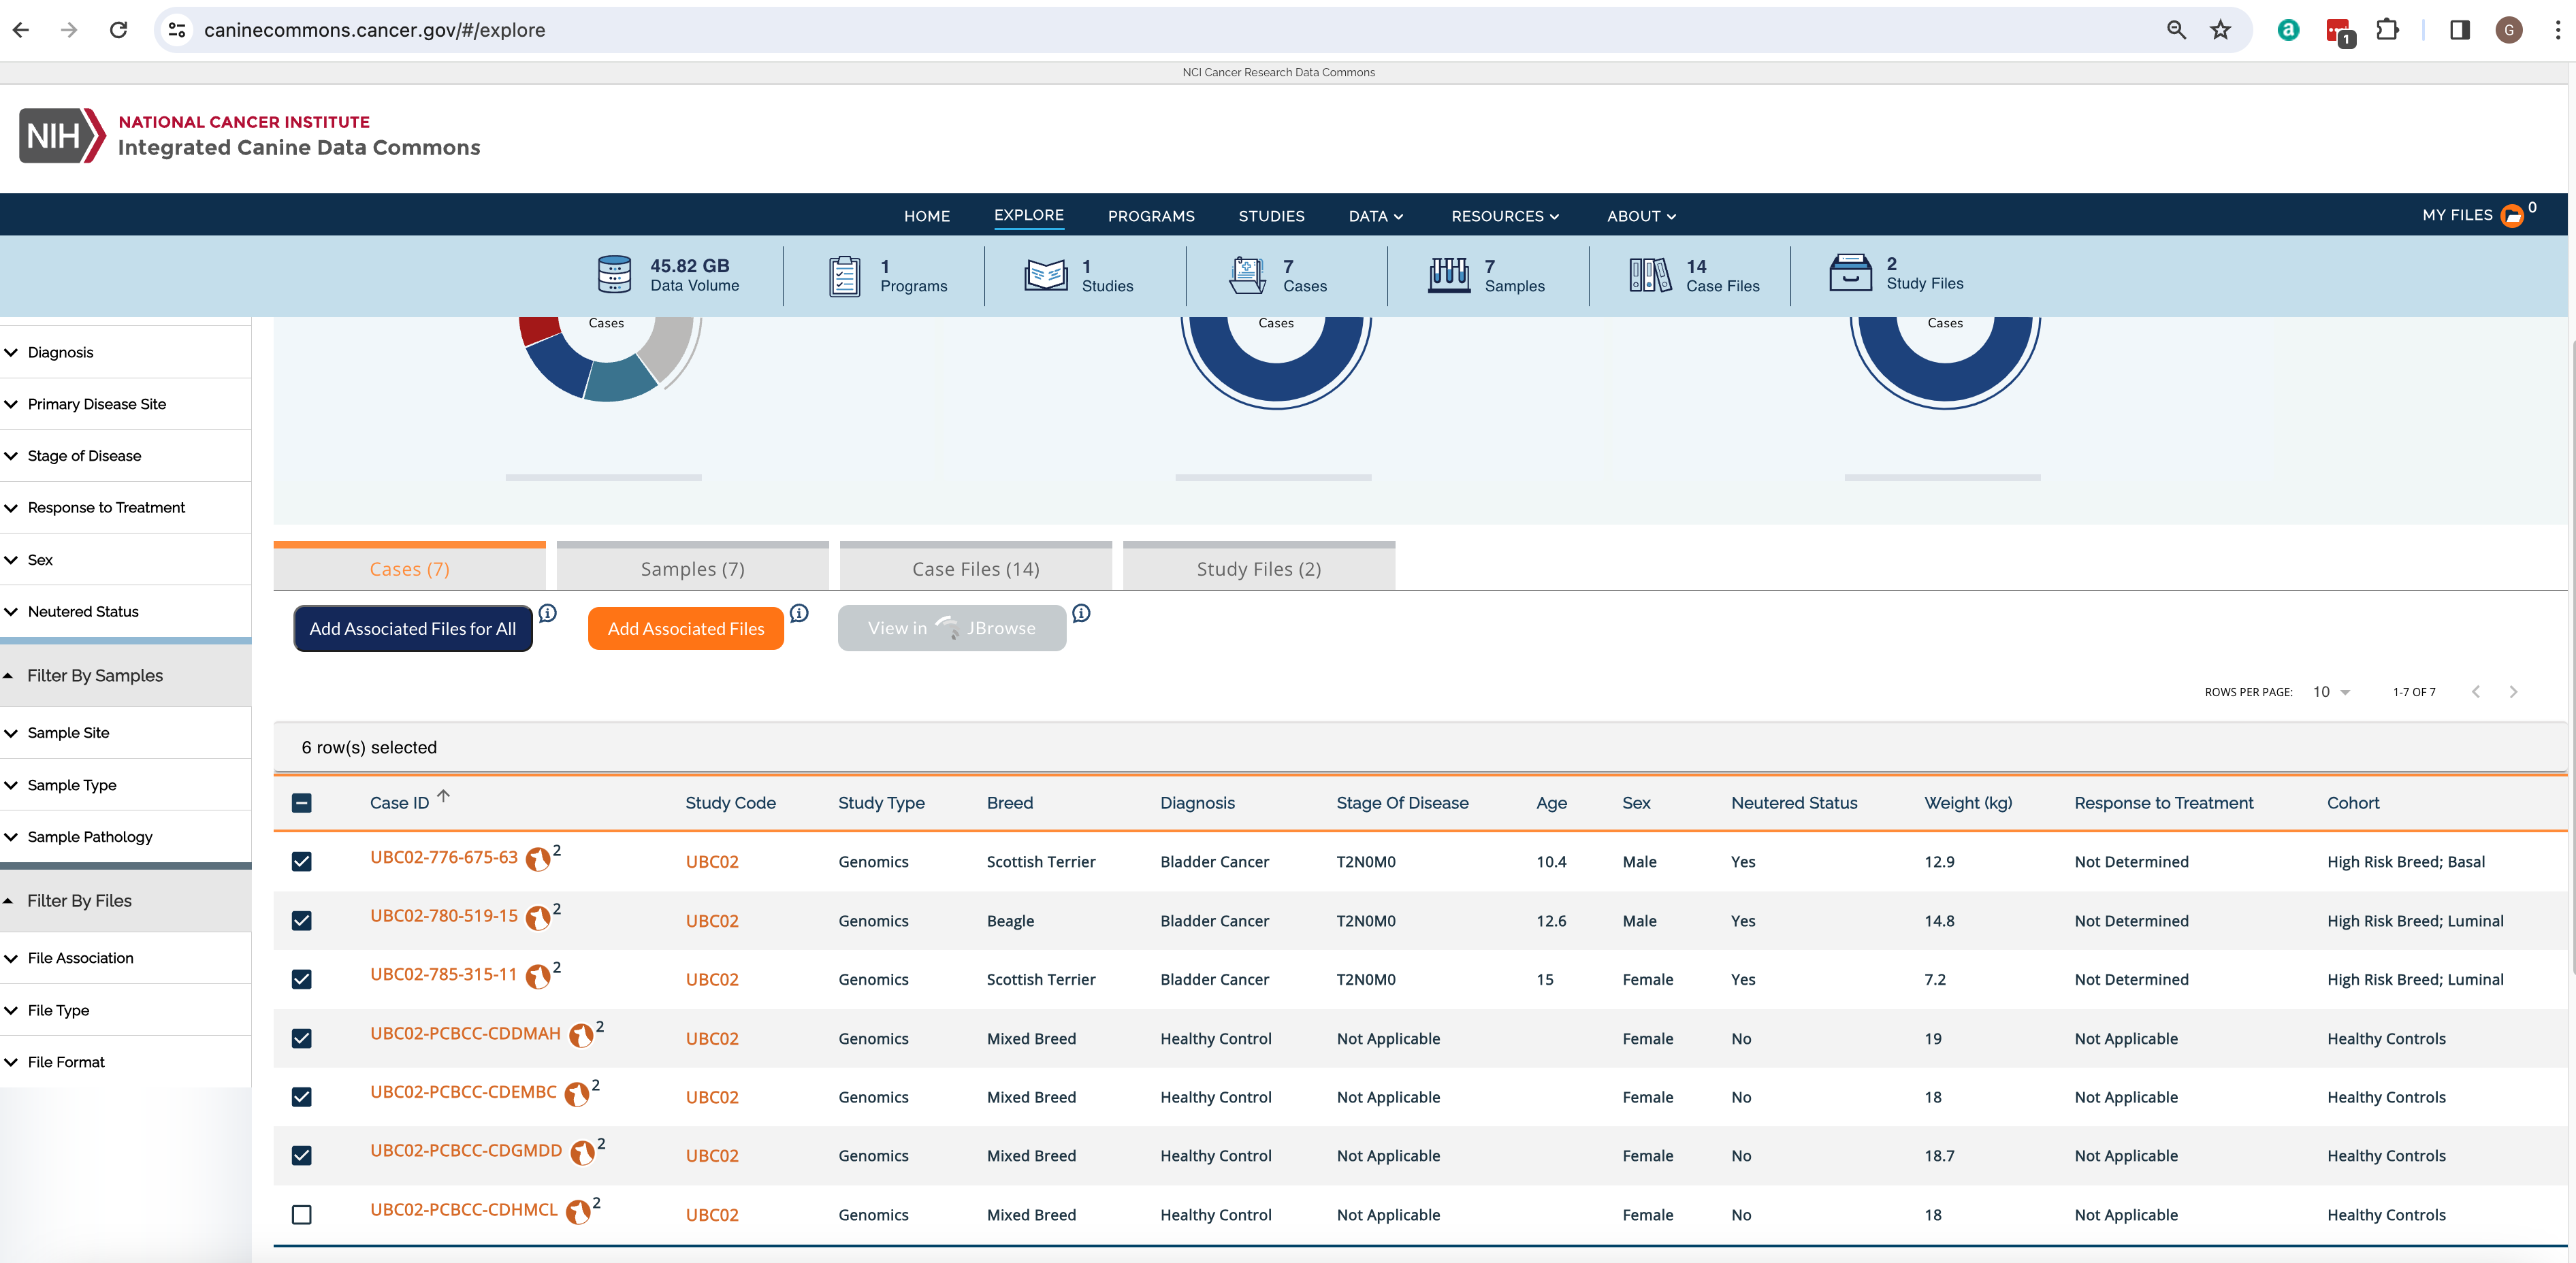 caninecommons.cancer.gov/#/explore
a
1
G
NCI Cancer Research Data Commons
NIH
NATIONAL CANCER INSTITUTE
Integrated Canine Data Commons
HOME EXPLORE PROGRAMS STUDIES DATA RESOURCES ABOUT MY FILES 0
45.82 GB
Data Volume
1
Programs
1
Studies
7
Cases
7
Samples
14
Case Files
2
Study Files
Cases
Cases
Cases
Diagnosis
Primary Disease Site
Stage of Disease
Response to Treatment
Sex
Neutered Status
Filter By Samples
Sample Site
Sample Type
Sample Pathology
Filter By Files
File Association
File Type
File Format
Cases (7) Samples (7) Case Files (14) Study Files (2)
Add Associated Files for All Add Associated Files View in JBrowse
ROWS PER PAGE: 10 1-7 OF 7
6 row(s) selected
Case ID Study Code Study Type Breed Diagnosis Stage Of Disease Age Sex Neutered Status Weight (kg) Response to Treatment Cohort
UBC02-776-675-63 2 UBC02 Genomics Scottish Terrier Bladder Cancer T2N0M0 10.4 Male Yes 12.9 Not Determined High Risk Breed; Basal
UBC02-780-519-15 2 UBC02 Genomics Beagle Bladder Cancer T2N0M0 12.6 Male Yes 14.8 Not Determined High Risk Breed; Luminal
UBC02-785-315-11 2 UBC02 Genomics Scottish Terrier Bladder Cancer T2N0M0 15 Female Yes 7.2 Not Determined High Risk Breed; Luminal
UBC02-PCBCC-CDDMAH 2 UBC02 Genomics Mixed Breed Healthy Control Not Applicable Female No 19 Not Applicable Healthy Controls
UBC02-PCBCC-CDEMBC 2 UBC02 Genomics Mixed Breed Healthy Control Not Applicable Female No 18 Not Applicable Healthy Controls
UBC02-PCBCC-CDGMDD 2 UBC02 Genomics Mixed Breed Healthy Control Not Applicable Female No 18.7 Not Applicable Healthy Controls
UBC02-PCBCC-CDHMCL 2 UBC02 Genomics Mixed Breed Healthy Control Not Applicable Female No 18 Not Applicable Healthy Controls